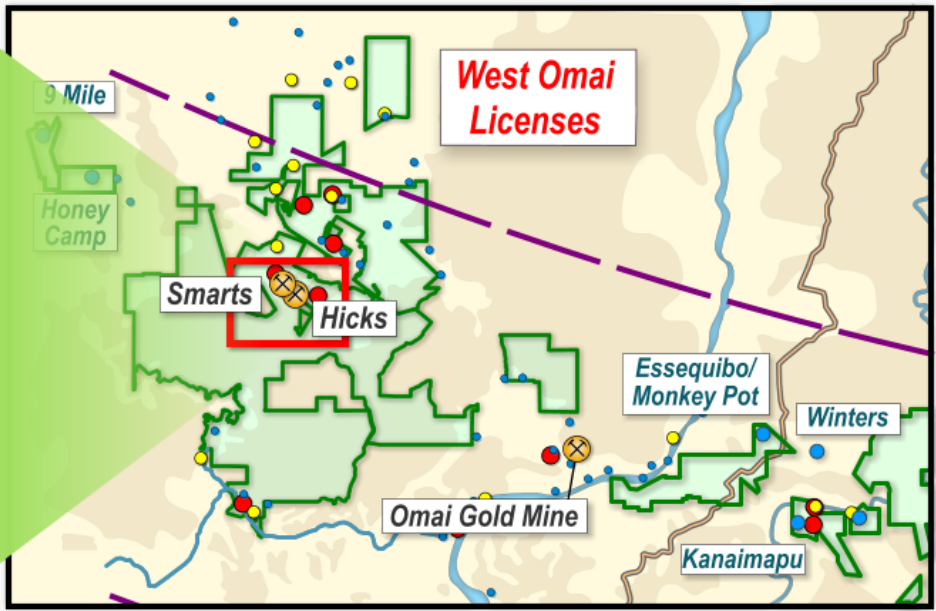 West Omai
Licenses
9 Mile
Honey
Camp
Smarts
Hicks
Essequibo/
Monkey Pot
Winters
Omai Gold Mine
Kanaimapu